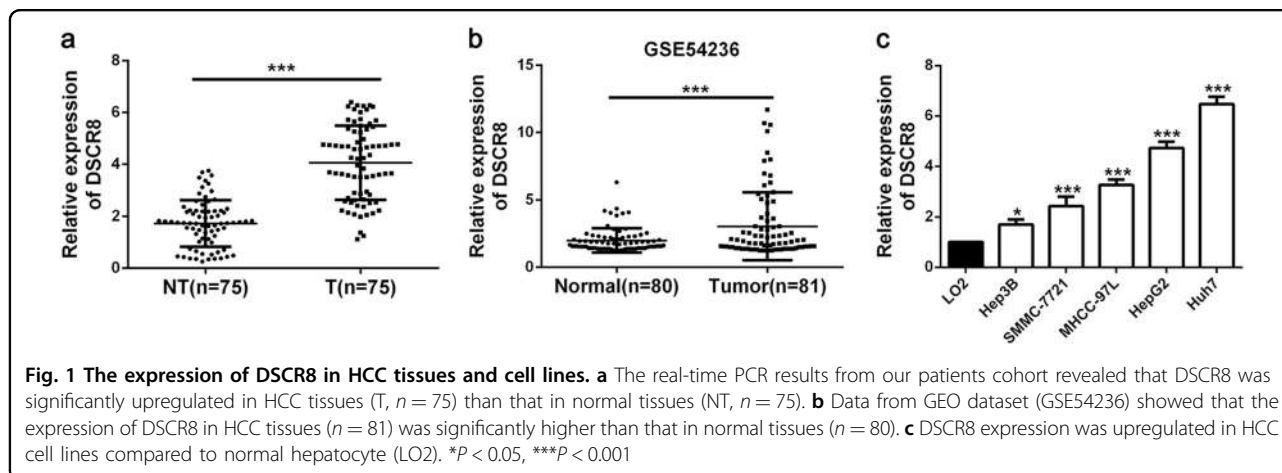 a
Relative expression
of DSCR8
8
6
4
2
0
***
NT(n=75)
T(n=75)
b
GSE54236
Relative expression
of DSCR8
15
10
5
0
***
Normal(n=80)
Tumor(n=81)
c
Relative expression
of DSCR8
8
6
4
2
0
*
***
***
***
***
LO2
Hep3B
SMMC-7721
MHCC-97L
HepG2
Huh7
Fig. 1 The expression of DSCR8 in HCC tissues and cell lines. a The real-time PCR results from our patients cohort revealed that DSCR8 was
significantly upregulated in HCC tissues (T, n = 75) than that in normal tissues (NT, n = 75). b Data from GEO dataset (GSE54236) showed that the
expression of DSCR8 in HCC tissues (n = 81) was significantly higher than that in normal tissues (n = 80). c DSCR8 expression was upregulated in HCC
cell lines compared to normal hepatocyte (LO2). *P < 0.05, ***P < 0.001